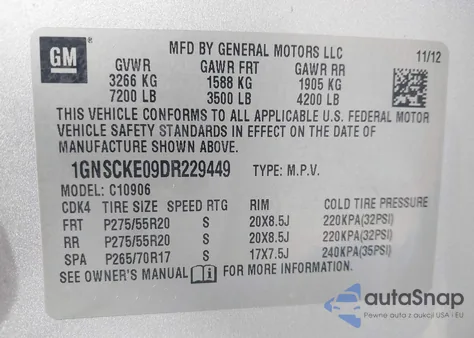 GM
MFD BY GENERAL MOTORS LLC 11/12
GVWR GAWR FRT GAWR RR
3266 KG 1588 KG 1905 KG
7200 LB 3500 LB 4200 LB
THIS VEHICLE CONFORMS TO ALL APPLICABLE U.S. FEDERAL MOTOR
VEHICLE SAFETY STANDARDS IN EFFECT ON THE DATE OF
MANUFACTURE SHOWN ABOVE.
1GNSCKE09DR229449 TYPE: M.P.V.
MODEL: C10906
CDK4 TIRE SIZE SPEED RTG RIM COLD TIRE PRESSURE
FRT P275/55R20 S 20X8.5J 220KPA(32PSI)
RR P275/55R20 S 20X8.5J 220KPA(32PSI)
SPA P265/70R17 S 17X7.5J 240KPA(35PSI)
SEE OWNER'S MANUAL FOR MORE INFORMATION.
autoSnap
Pewne auta z aukcji USA i EU